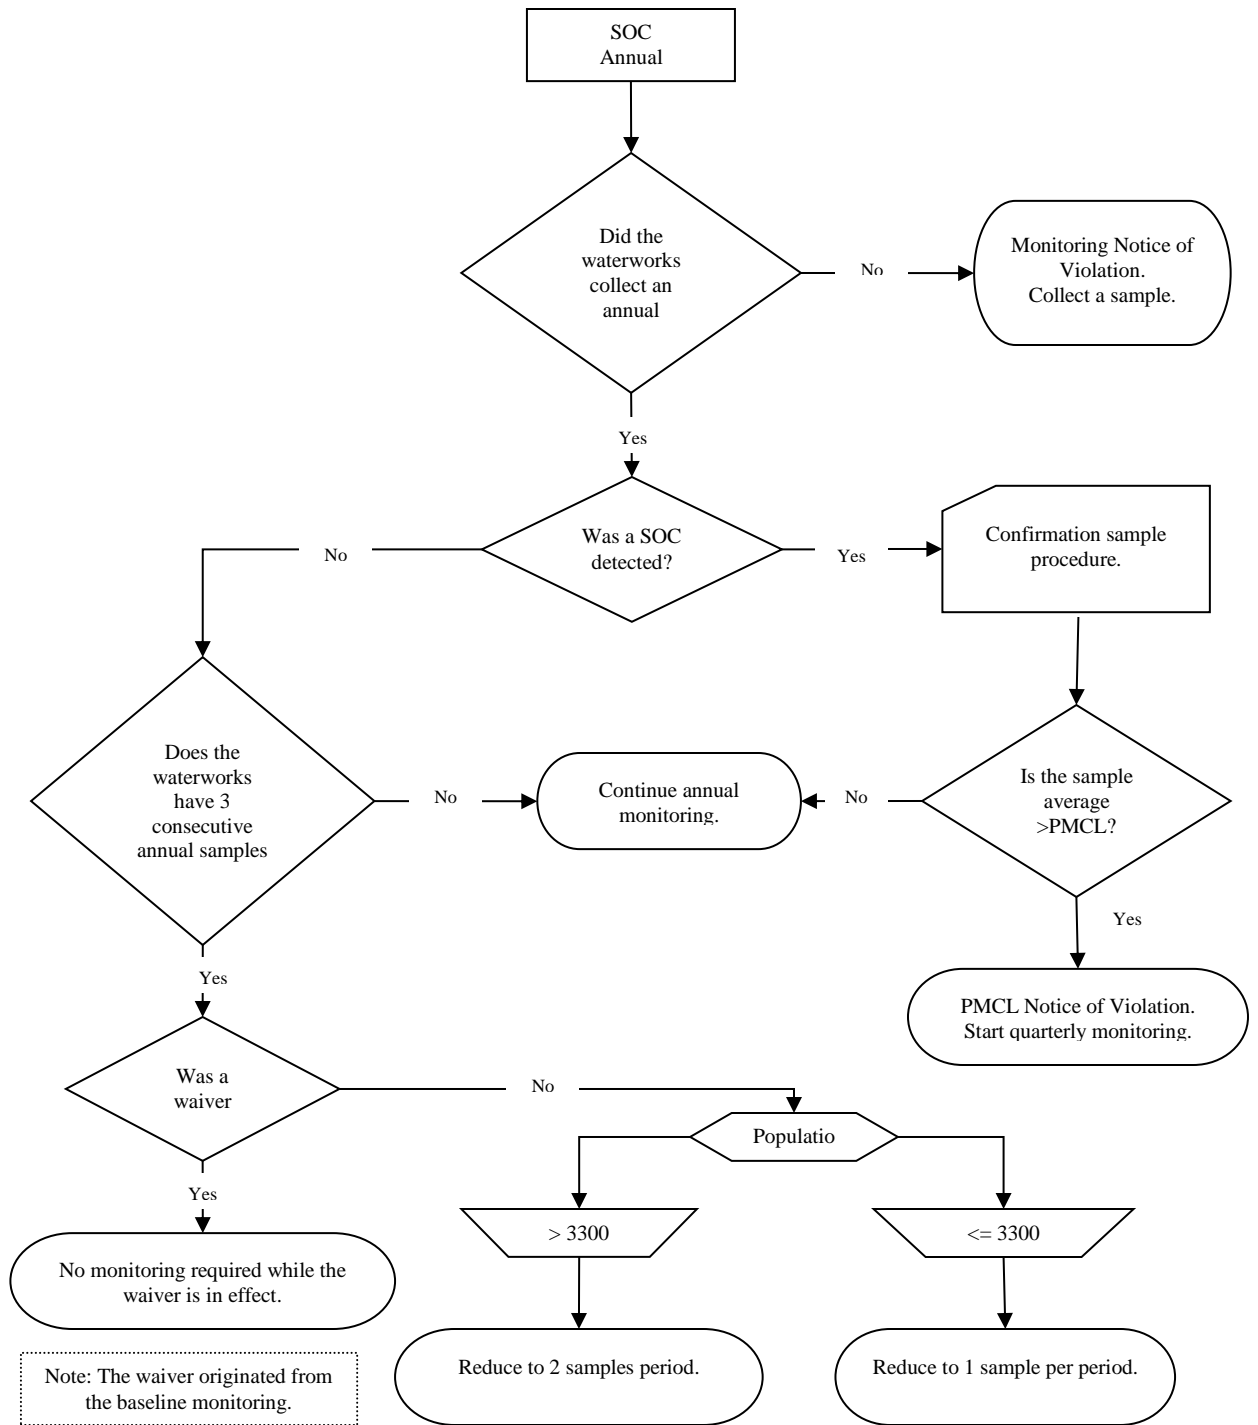 SOC
Annual
Did the
waterworks
collect an
annual
No
Monitoring Notice of
Violation.
Collect a sample.
Yes
Was a SOC
detected?
No
Yes
Confirmation sample
procedure.
Does the
waterworks
have 3
consecutive
annual samples
No
Continue annual
monitoring.
No
Is the sample
average
>PMCL?
Yes
Yes
PMCL Notice of Violation.
Start quarterly monitoring.
Was a
waiver
No
Populatio
Yes
> 3300
<= 3300
No monitoring required while the
waiver is in effect.
Reduce to 2 samples period.
Reduce to 1 sample per period.
Note: The waiver originated from
the baseline monitoring.